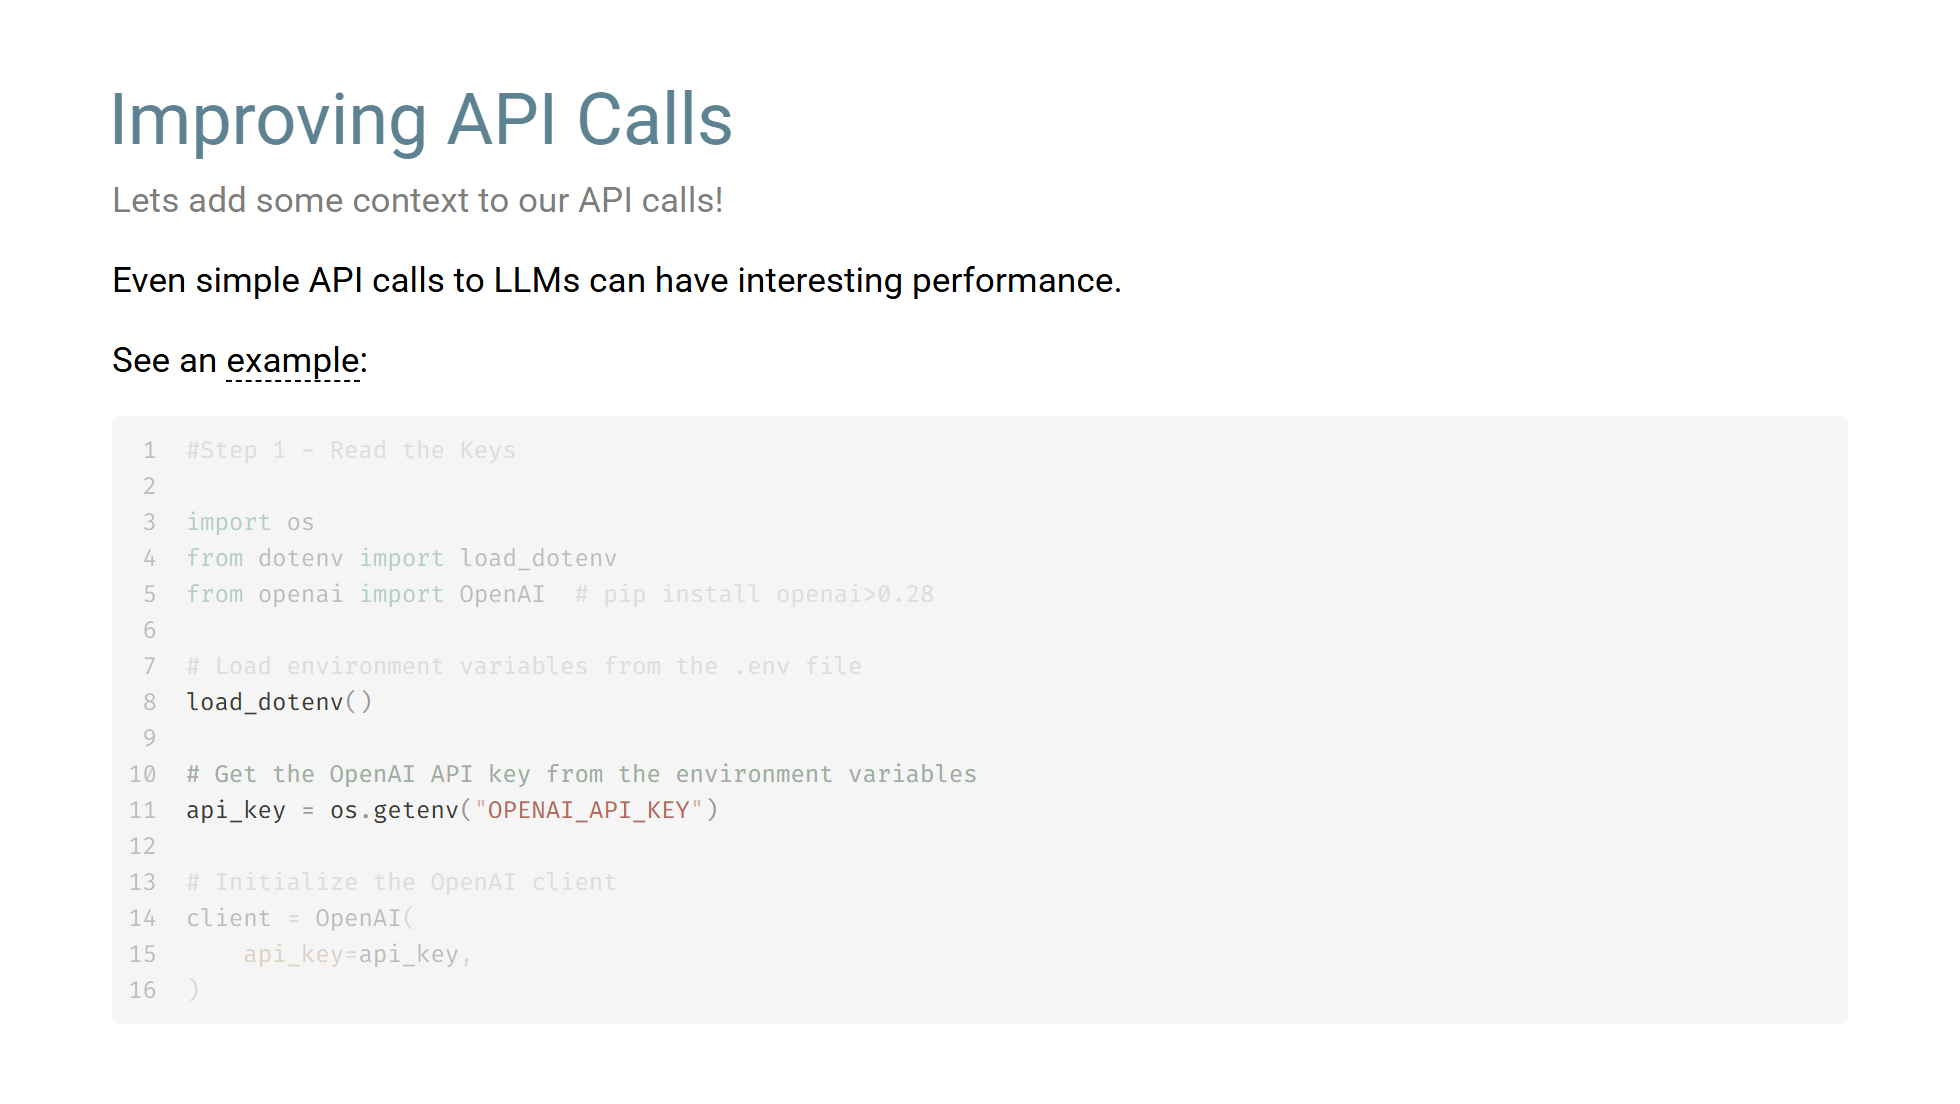 Improving API Calls
Lets add some context to our API calls!
Even simple API calls to LLMs can have interesting performance.
See an example:
1 #Step 1 - Read the Keys
2
3 import os
4 from dotenv import load_dotenv
5 from openai import OpenAI  # pip install openai>0.28
6
7 # Load environment variables from the .env file
8 load_dotenv()
9
10 # Get the OpenAI API key from the environment variables
11 api_key = os.getenv("OPENAI_API_KEY")
12
13 # Initialize the OpenAI client
14 client = OpenAI(
15     api_key=api_key,
16 )